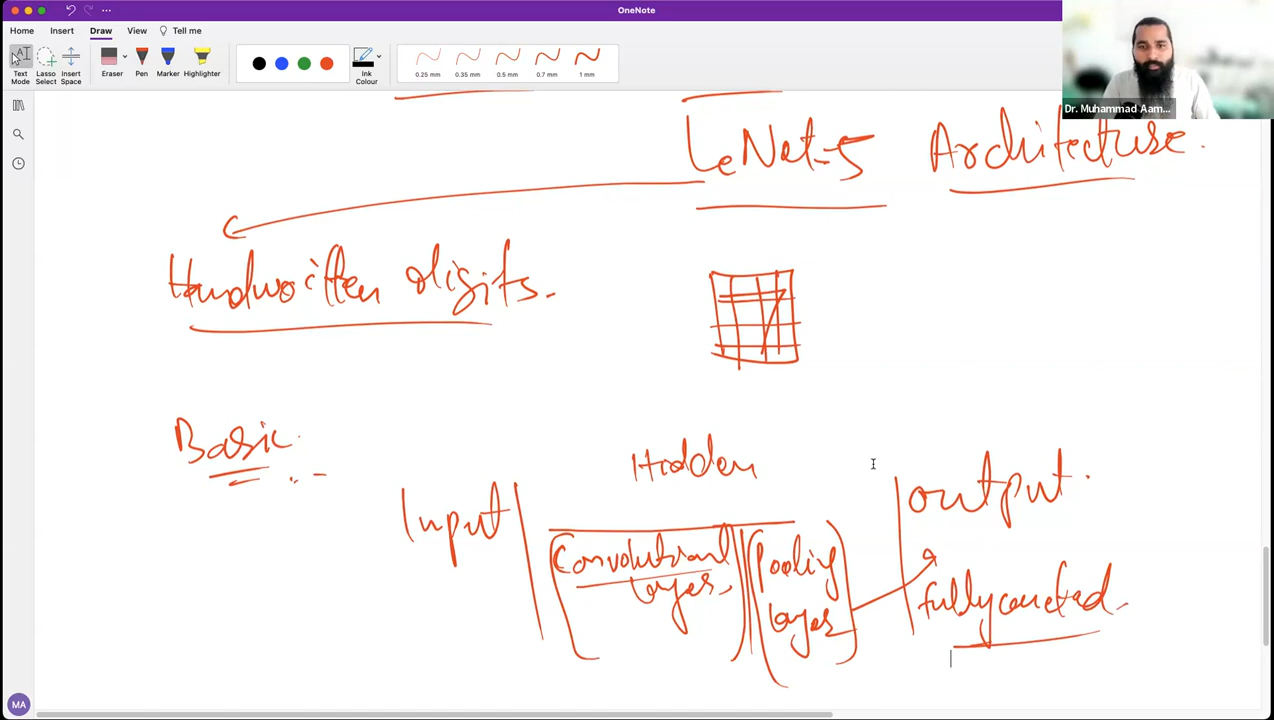 OneNote
Home Insert Draw View Tell me
Text Mode
Lasso Select
Insert Space
Eraser
Pen
Marker
Highlighter
Ink Colour
0.25 mm
0.35 mm
0.5 mm
0.7 mm
1 mm
Dr. Muhammad Aam...
LeNet-5 Architecture.
Handwritten digits.
Basic
Hidden
Input
Convolutional layers,
Pooling layers
output.
fully conected.
MA